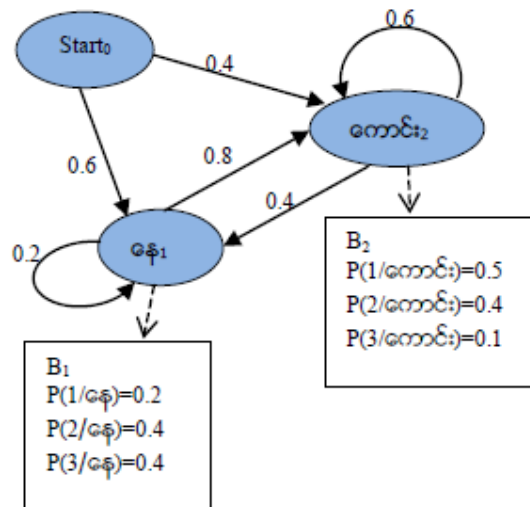 Start₀
0.6
0.4
ကောင်း₂
0.6
0.8
0.4
နေ₁
0.2
B₂
P(1/ကောင်း)=0.5
P(2/ကောင်း)=0.4
P(3/ကောင်း)=0.1
B₁
P(1/နေ)=0.2
P(2/နေ)=0.4
P(3/နေ)=0.4